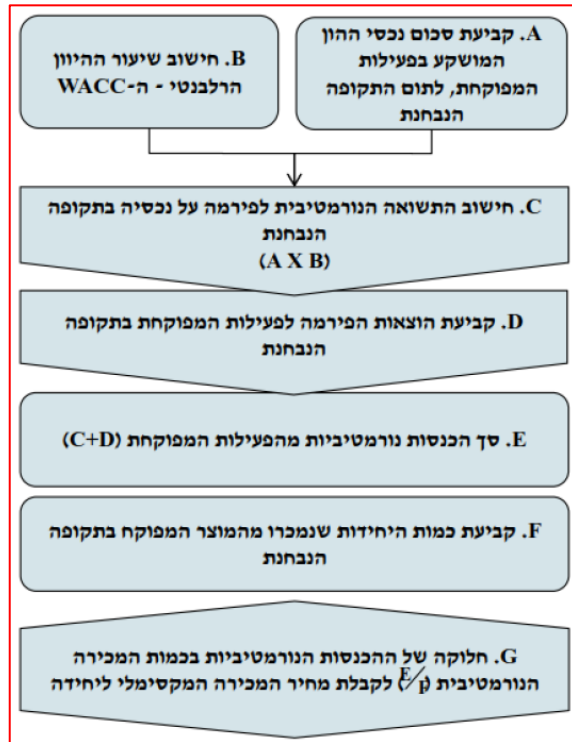 A. קביעת סכום נכסי ההון
המושקע בפעילות
המפוקחת, לתום התקופה
הנבחנת
B. חישוב שיעור ההיוון
הרלבנטי - ה-WACC
C. חישוב התשואה הנורמטיבית לפירמה על נכסיה בתקופה
הנבחנת
(A X B)
D. קביעת הוצאות הפירמה לפעילות המפוקחת בתקופה
הנבחנת
E. סך הכנסות נורמטיביות מהפעילות המפוקחת (C+D)
F. קביעת כמות היחידות שנמכרו מהמוצר המפוקח בתקופה
הנבחנת
G. חלוקה של ההכנסות הנורמטיביות בכמות המכירה
הנורמטיבית (E/F) לקבלת מחיר המכירה המקסימלי ליחידה